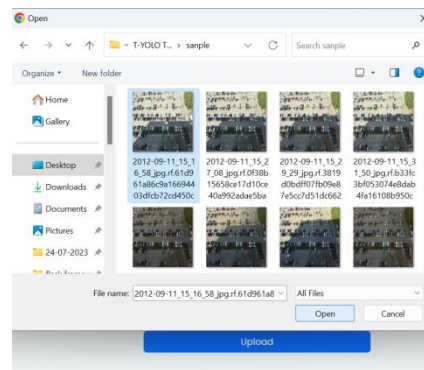 Open
« T-YOLO T... › sanple
Search sanple
Organize
New folder
Home
Gallery
Desktop
Downloads
Documents
Pictures
24-07-2023
2012-09-11_15_1
6_58_jpg.rf.61d9
61a86c9a166944
03dfcb72cd450c
2012-09-11_15_2
7_08_jpg.rf.0f38b
15658ce17d10ce
40a992adae5ba
2012-09-11_15_2
9_29_jpg.rf.3819
d0bdff07fb09e8
7e5cc7d51dc662
2012-09-11_15_3
1_50_jpg.rf.b33fc
3bf053074e8dab
4fa16108b950c
File name:
2012-09-11_15_16_58_jpg.rf.61d961a8
All Files
Open
Cancel
Upload